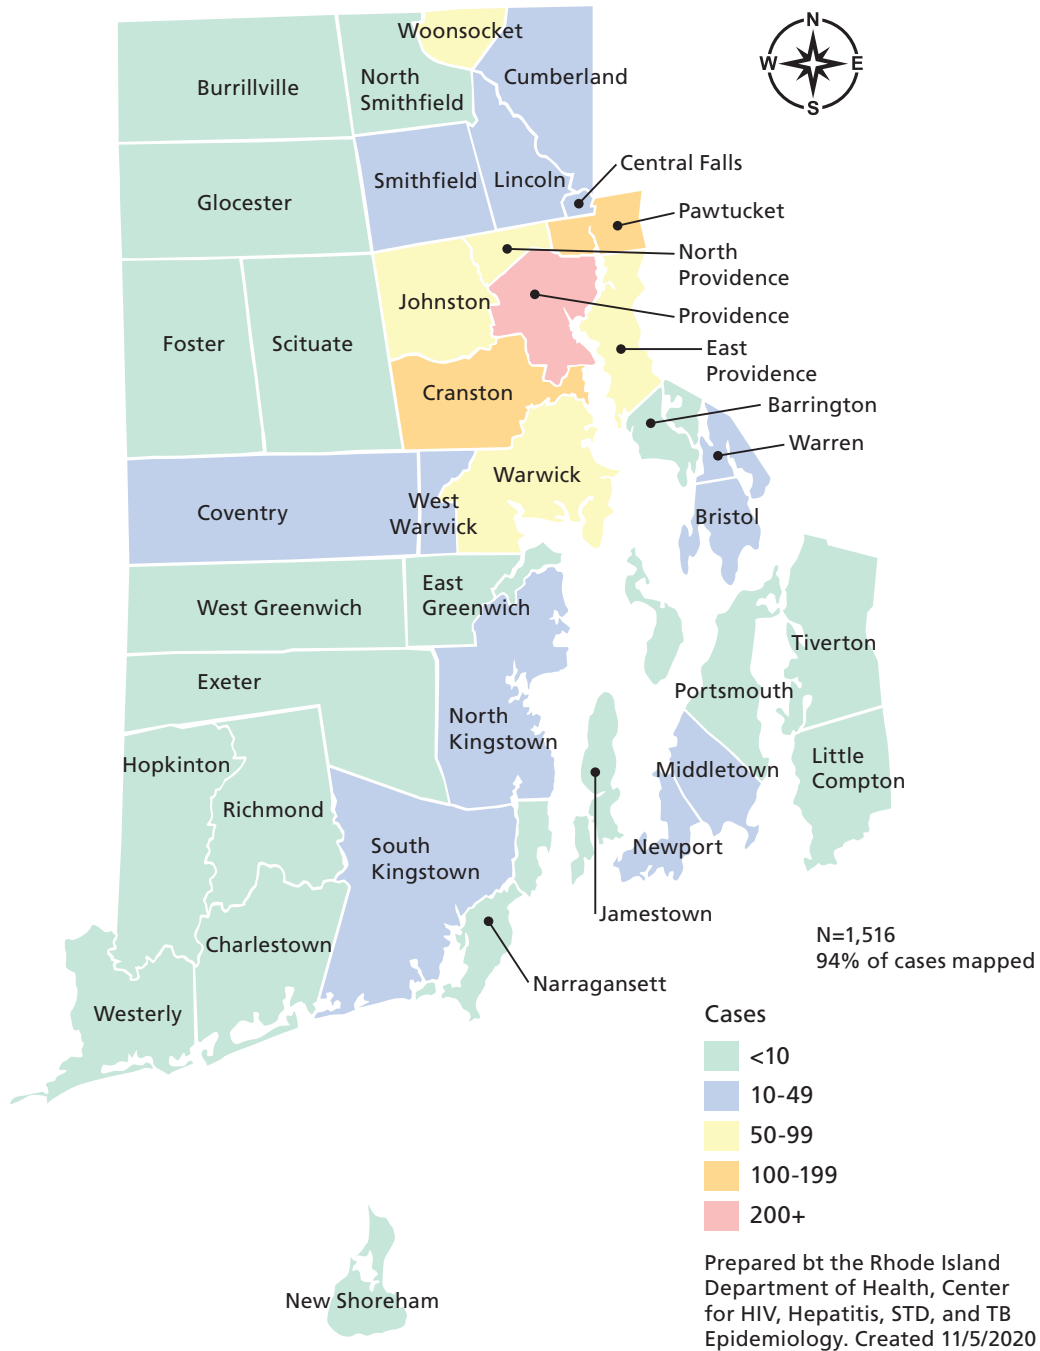 N
W
E
S
Woonsocket
Burrillville
North
Smithfield
Cumberland
Central Falls
Smithfield
Lincoln
Glocester
Pawtucket
North
Providence
Johnston
Providence
Foster
Scituate
East
Providence
Cranston
Barrington
Warren
Warwick
Coventry
West
Warwick
Bristol
East
Greenwich
West Greenwich
Tiverton
Exeter
Portsmouth
North
Kingstown
Hopkinton
Middletown
Little
Compton
Richmond
South
Kingstown
Newport
Jamestown
Charlestown
Narragansett
Westerly
N=1,516
94% of cases mapped
Cases
<10
10-49
50-99
100-199
200+
New Shoreham
Prepared bt the Rhode Island
Department of Health, Center
for HIV, Hepatitis, STD, and TB
Epidemiology. Created 11/5/2020